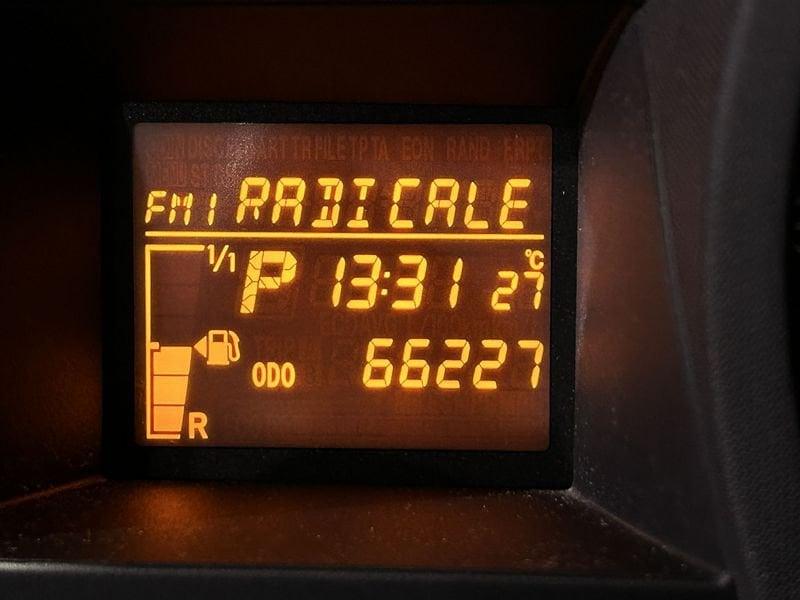 FM1 RADICALE
1/1 P 13:31 27°C
ODO 66227
R